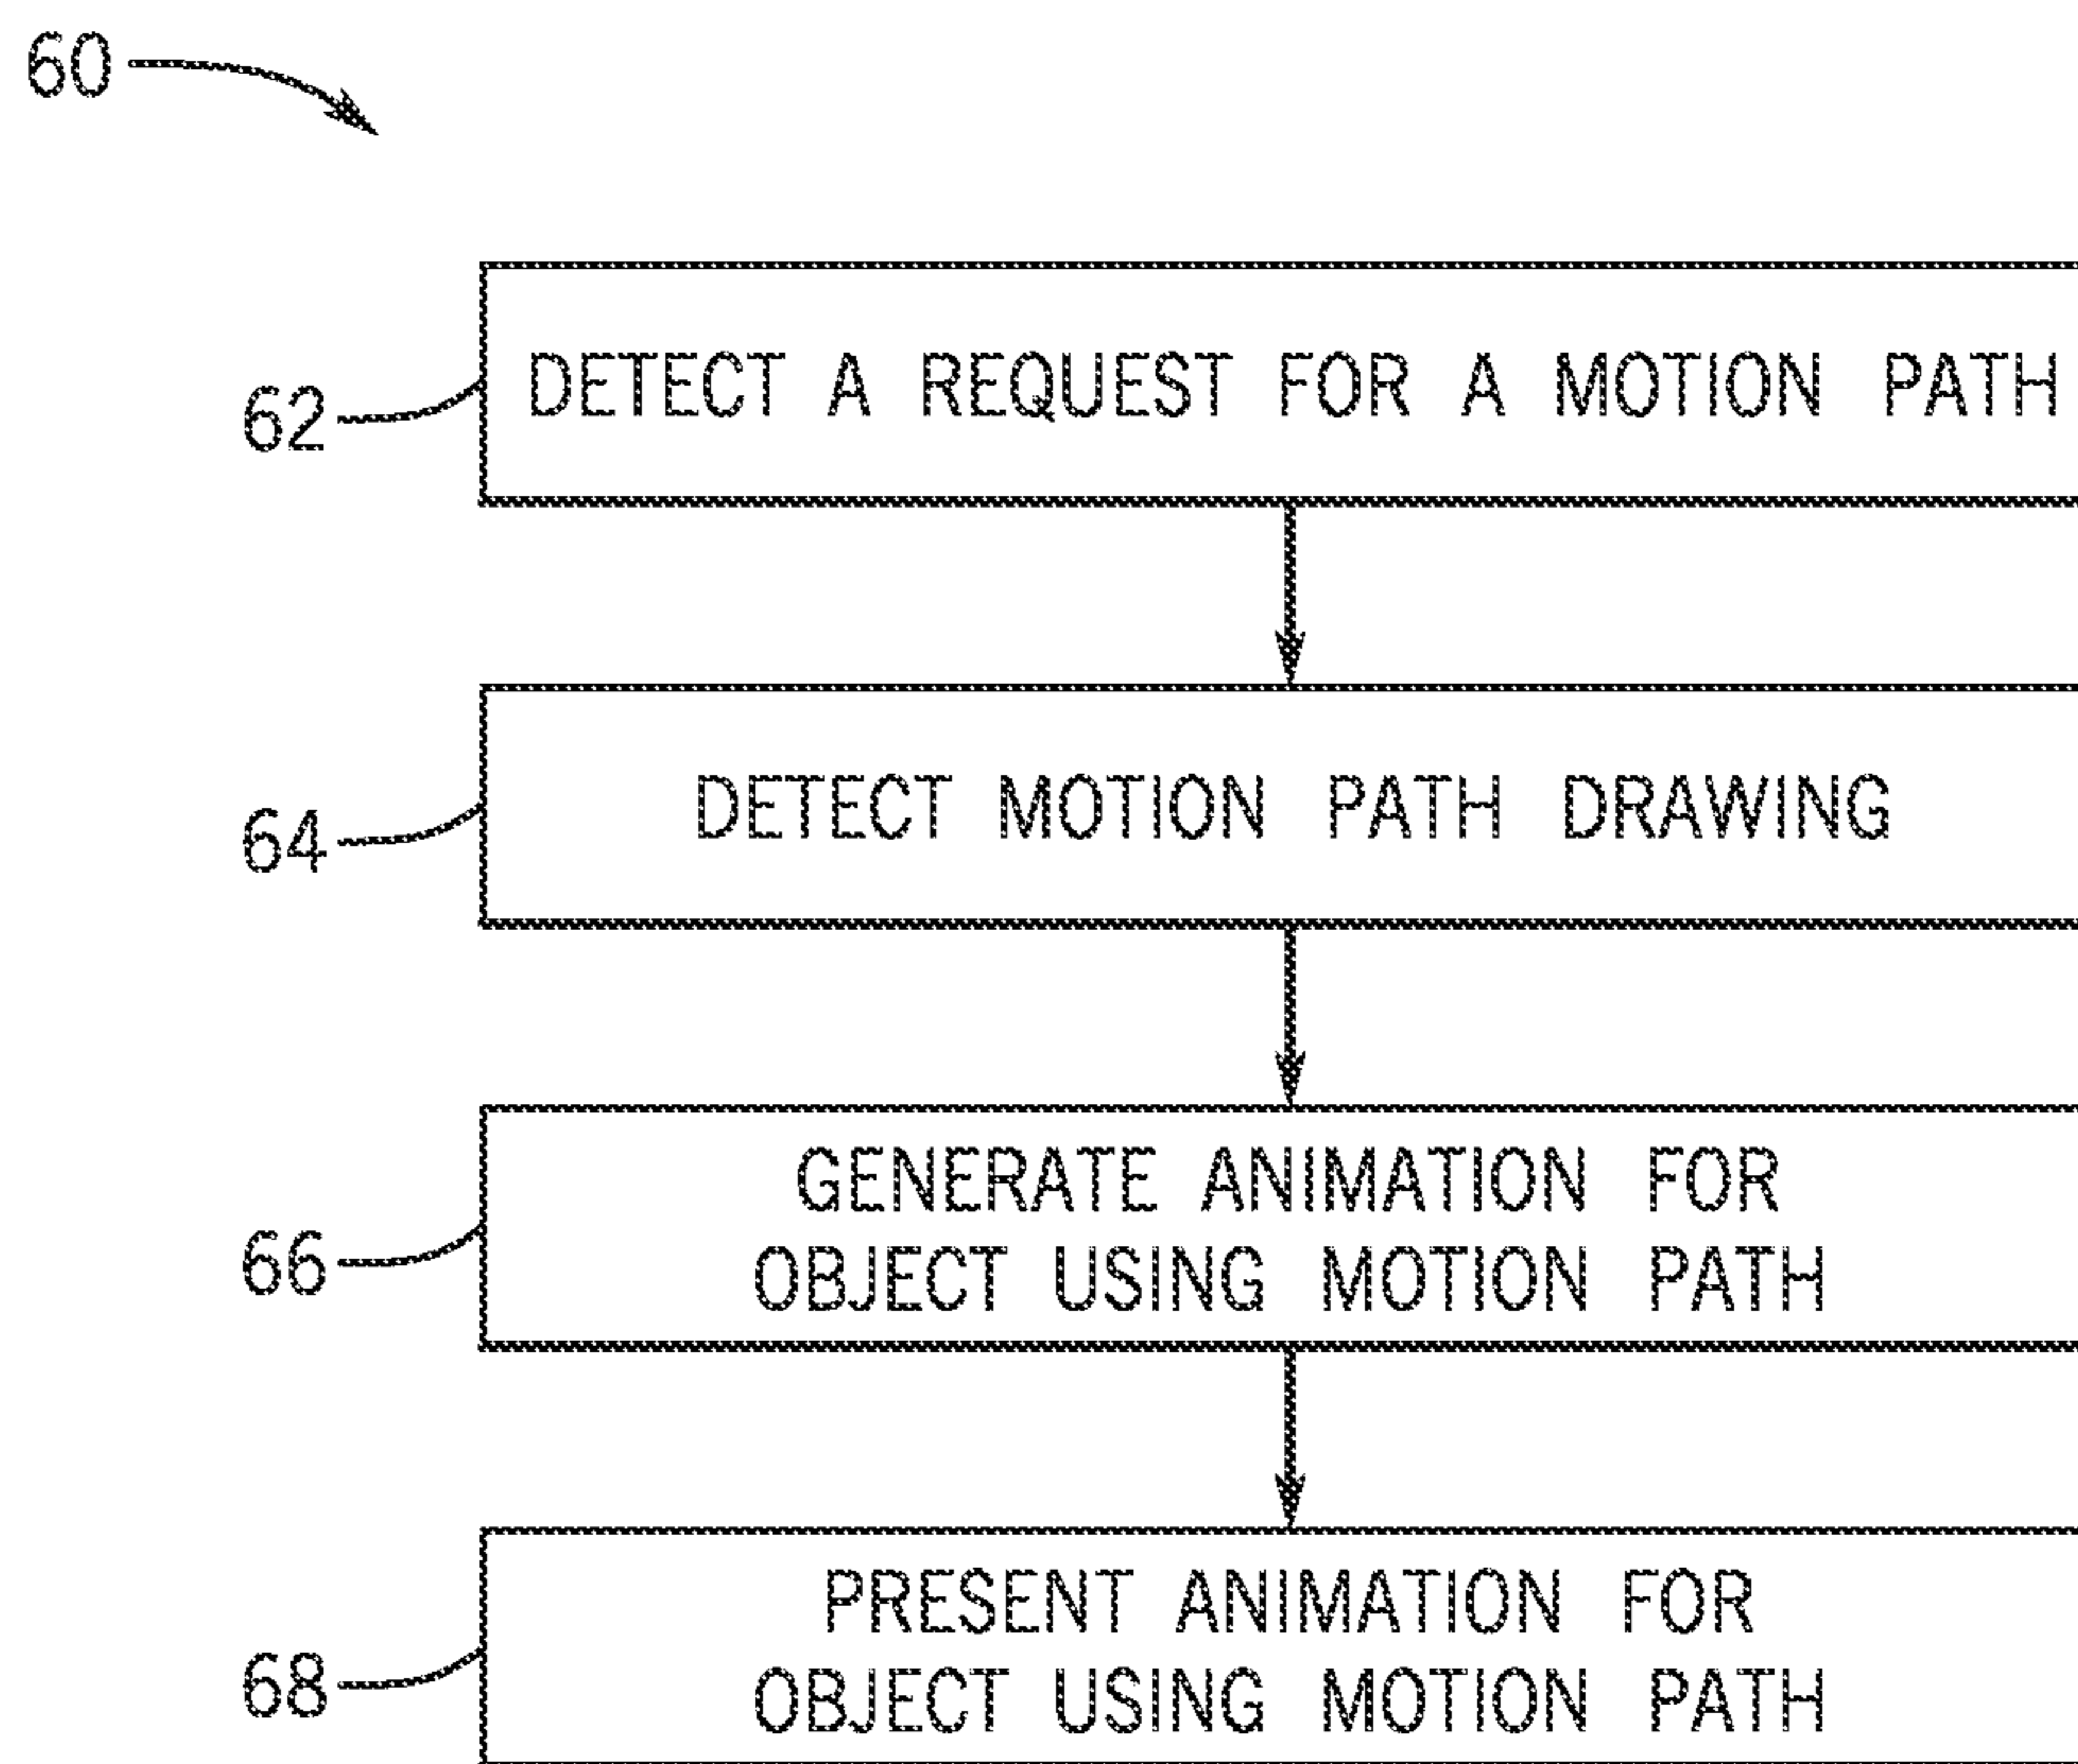 60
62
DETECT A REQUEST FOR A MOTION PATH
64
DETECT MOTION PATH DRAWING
66
GENERATE ANIMATION FOR
OBJECT USING MOTION PATH
68
PRESENT ANIMATION FOR
OBJECT USING MOTION PATH